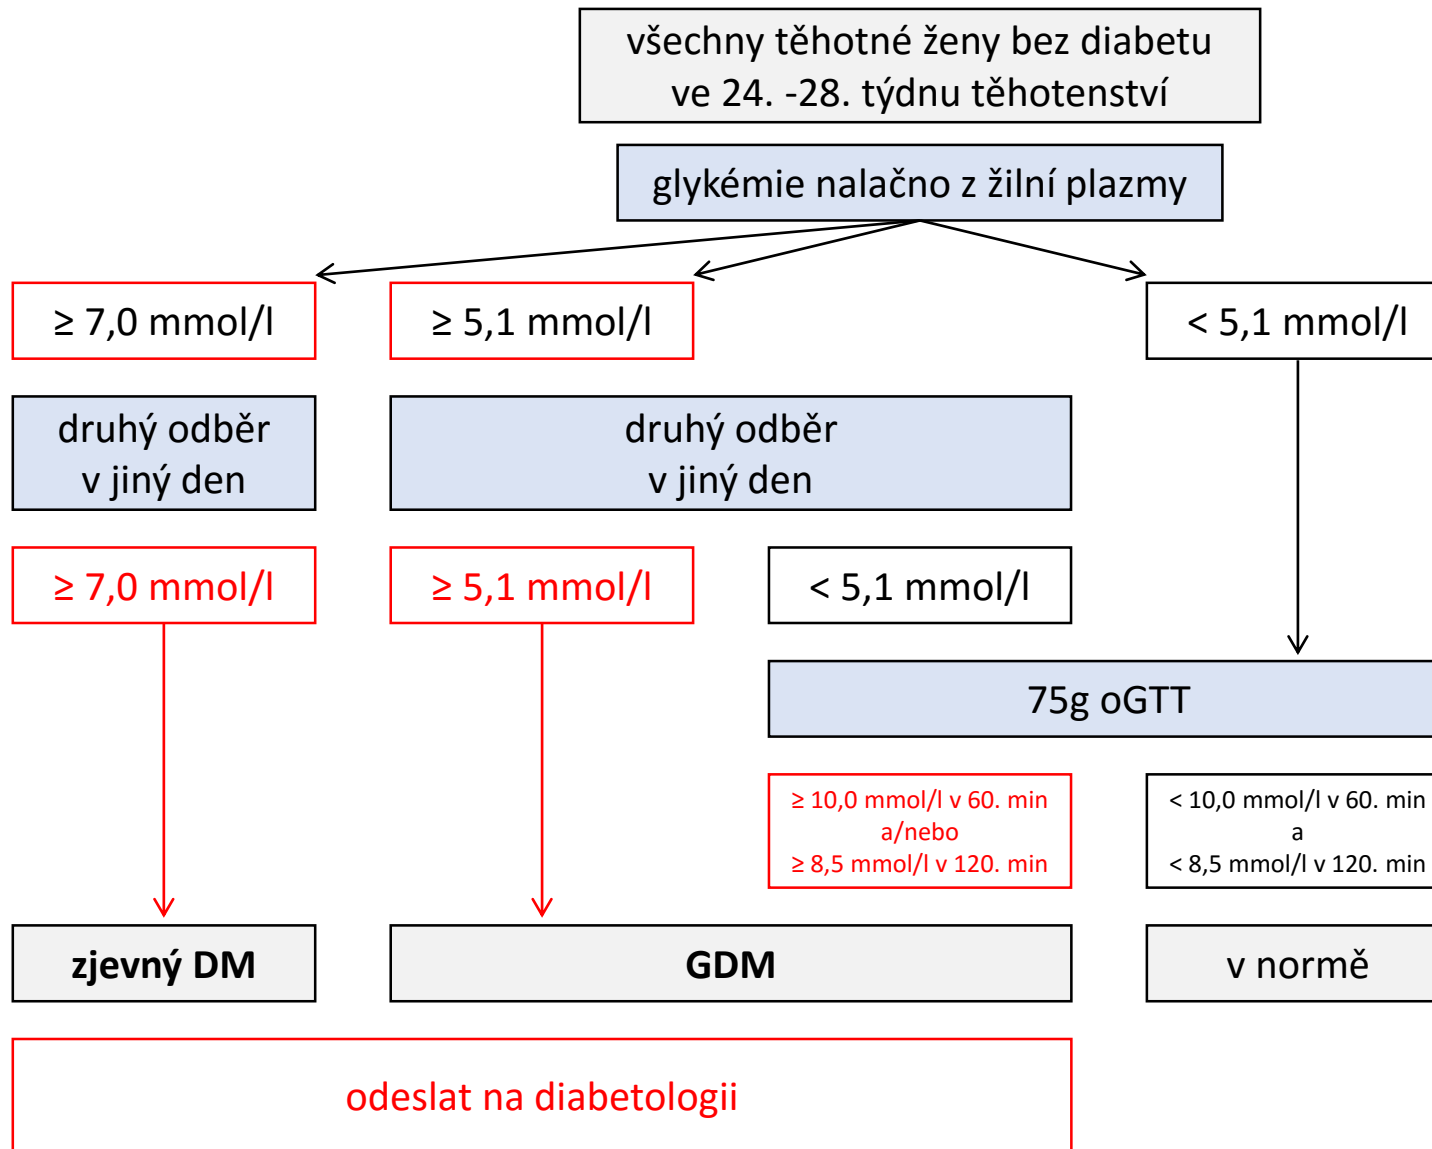 všechny těhotné ženy bez diabetu
ve 24. -28. týdnu těhotenství
glykémie nalačno z žilní plazmy
≥ 7,0 mmol/l
≥ 5,1 mmol/l
< 5,1 mmol/l
druhý odběr
v jiný den
druhý odběr
v jiný den
≥ 7,0 mmol/l
≥ 5,1 mmol/l
< 5,1 mmol/l
75g oGTT
≥ 10,0 mmol/l v 60. min
a/nebo
≥ 8,5 mmol/l v 120. min
< 10,0 mmol/l v 60. min
a
< 8,5 mmol/l v 120. min
zjevný DM
GDM
v normě
odeslat na diabetologii